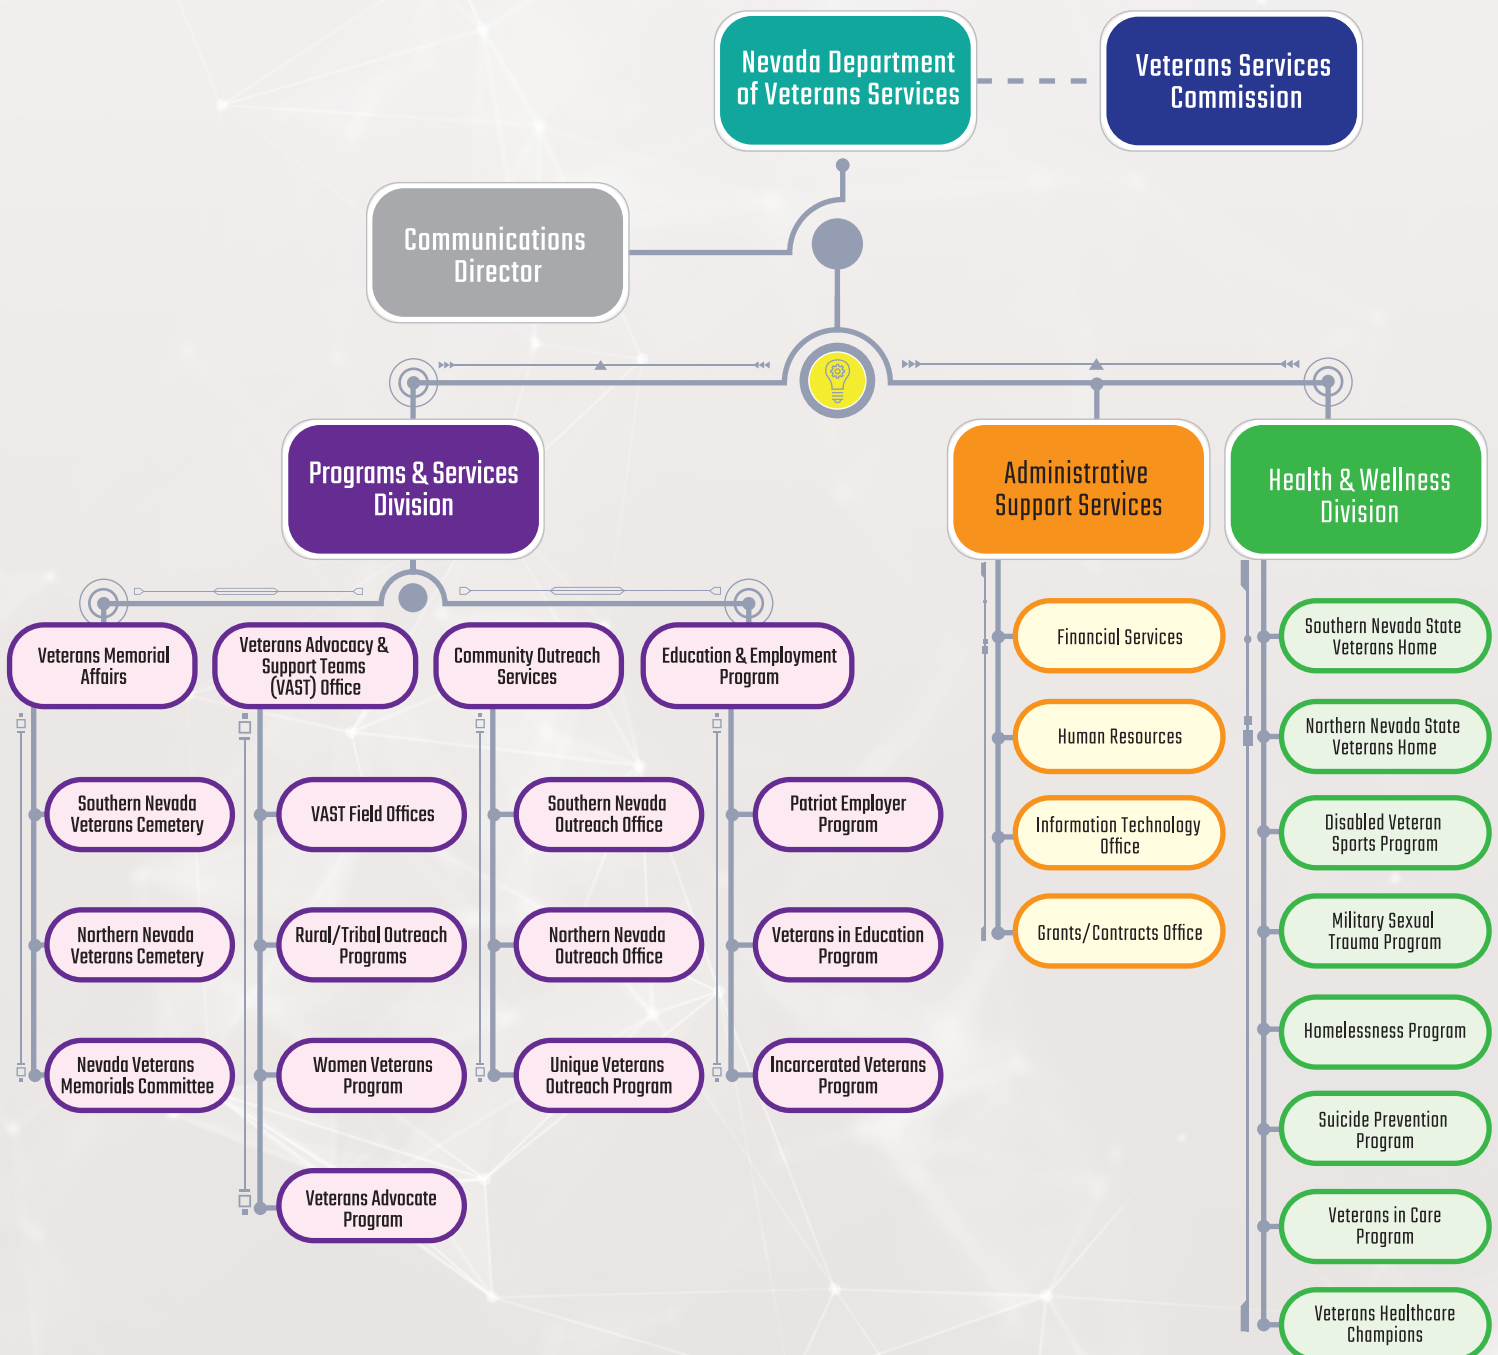 Nevada Department
of Veterans Services
Veterans Services
Commission
Communications
Director
Programs & Services
Division
Administrative
Support Services
Health & Wellness
Division
Veterans Memorial
Affairs
Southern Nevada
Veterans Cemetery
Northern Nevada
Veterans Cemetery
Nevada Veterans
Memorials Committee
Veterans Advocacy &
Support Teams
(VAST) Office
VAST Field Offices
Rural/Tribal Outreach
Programs
Women Veterans
Program
Veterans Advocate
Program
Community Outreach
Services
Southern Nevada
Outreach Office
Northern Nevada
Outreach Office
Unique Veterans
Outreach Program
Education & Employment
Program
Patriot Employer
Program
Veterans in Education
Program
Incarcerated Veterans
Program
Financial Services
Human Resources
Information Technology
Office
Grants/Contracts Office
Southern Nevada State
Veterans Home
Northern Nevada State
Veterans Home
Disabled Veteran
Sports Program
Military Sexual
Trauma Program
Homelessness Program
Suicide Prevention
Program
Veterans in Care
Program
Veterans Healthcare
Champions